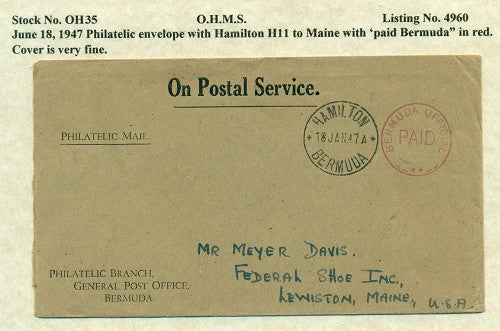 Stock No. OH35 O.H.M.S. Listing No. 4960
June 18, 1947 Philatelic envelope with Hamilton H11 to Maine with ‘paid Bermuda” in red.
Cover is very fine.
On Postal Service.
PHILATELIC MAIL.
HAMILTON
18 JAN 47 A
BERMUDA
BERMUDA OFFICIAL
PAID
MR MEYER DAVIS.
FEDERAL SHOE INC.,
LEWISTON, MAINE, U.S.A.
PHILATELIC BRANCH,
GENERAL POST OFFICE,
BERMUDA.